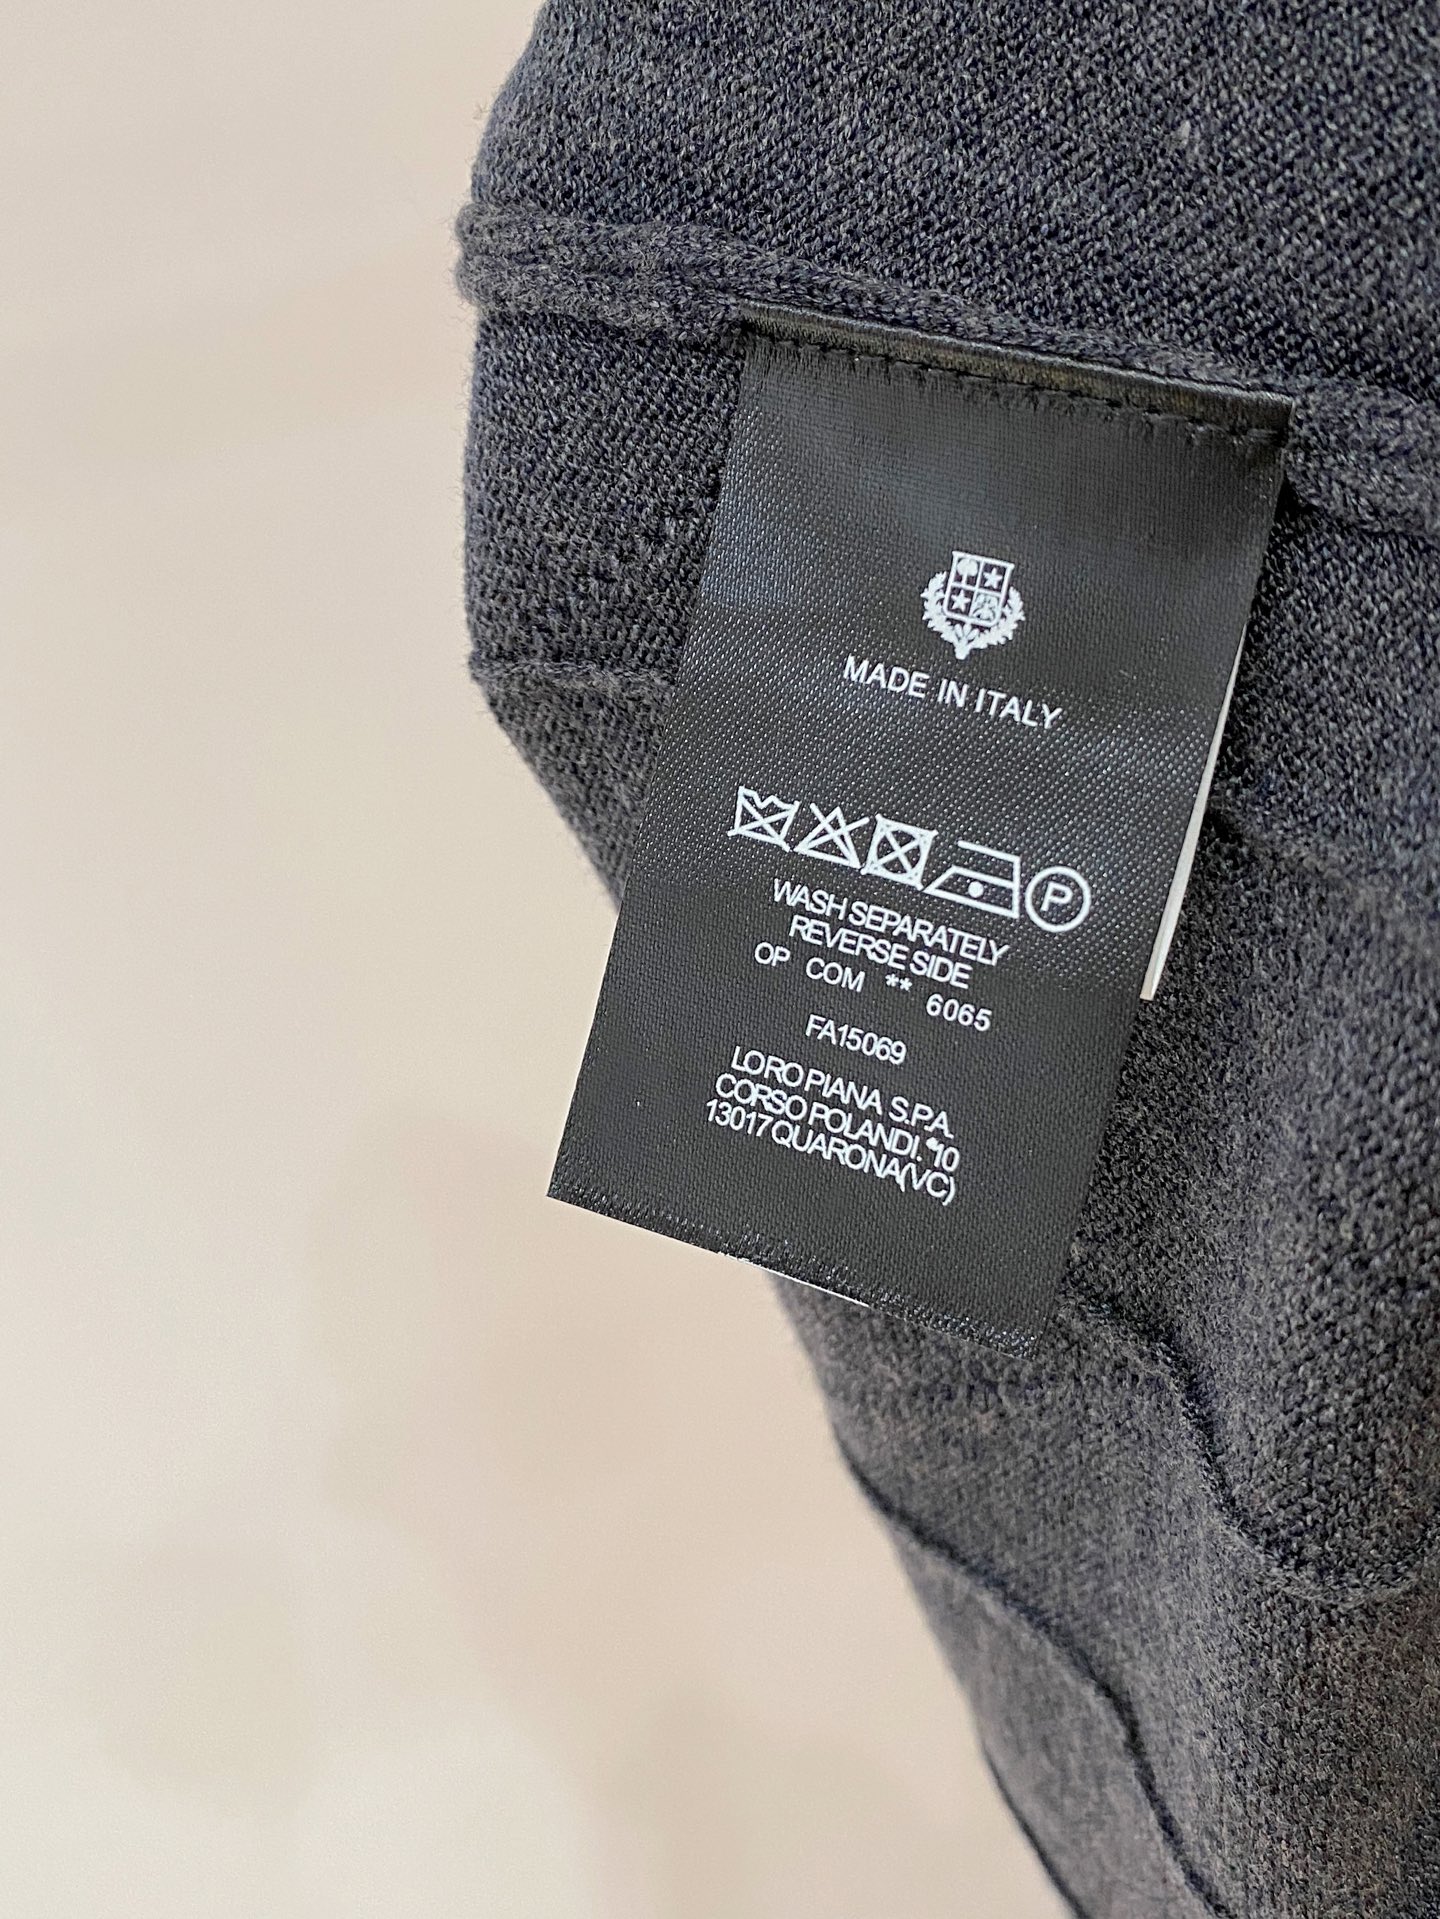 MADE IN ITALY
P
WASH SEPARATELY
REVERSE SIDE
OP COM ** 6065
FA15069
LORO PIANA S.P.A.
CORSO POLANDI. •10
13017 QUARONA(VC)